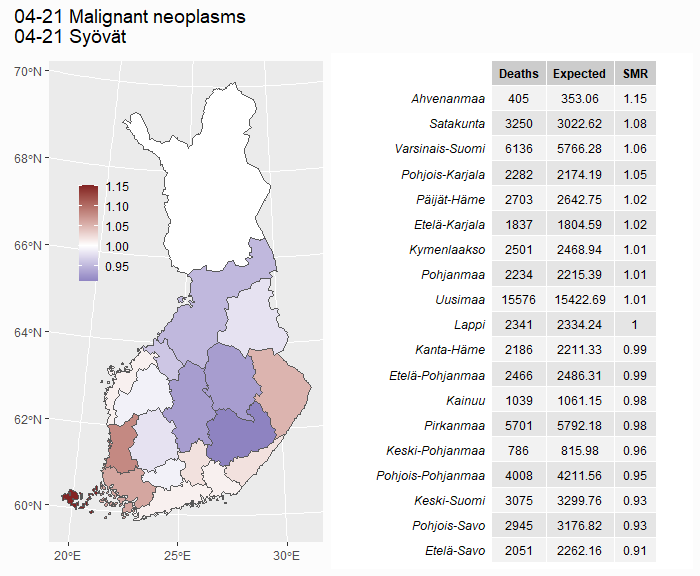 04-21 Malignant neoplasms
04-21 Syövät
70°N
68°N
66°N
64°N
62°N
60°N
20°E 25°E 30°E
1.15
1.10
1.05
1.00
0.95
Deaths Expected SMR
Ahvenanmaa 405 353.06 1.15
Satakunta 3250 3022.62 1.08
Varsinais-Suomi 6136 5766.28 1.06
Pohjois-Karjala 2282 2174.19 1.05
Päijät-Häme 2703 2642.75 1.02
Etelä-Karjala 1837 1804.59 1.02
Kymenlaakso 2501 2468.94 1.01
Pohjanmaa 2234 2215.39 1.01
Uusimaa 15576 15422.69 1.01
Lappi 2341 2334.24 1
Kanta-Häme 2186 2211.33 0.99
Etelä-Pohjanmaa 2466 2486.31 0.99
Kainuu 1039 1061.15 0.98
Pirkanmaa 5701 5792.18 0.98
Keski-Pohjanmaa 786 815.98 0.96
Pohjois-Pohjanmaa 4008 4211.56 0.95
Keski-Suomi 3075 3299.76 0.93
Pohjois-Savo 2945 3176.82 0.93
Etelä-Savo 2051 2262.16 0.91